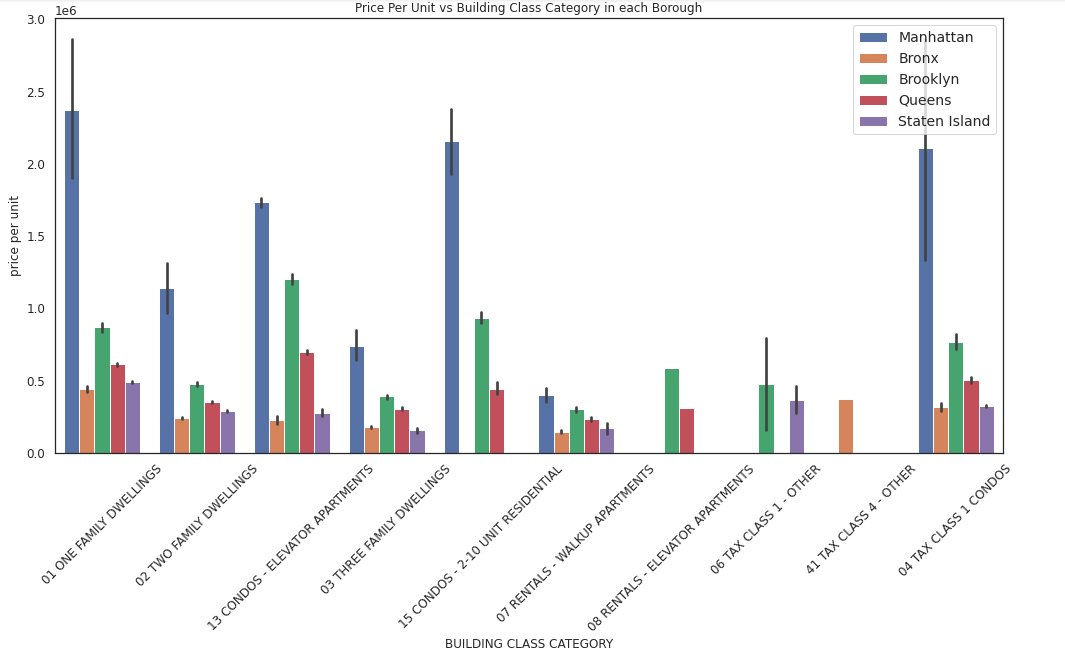 Price Per Unit vs Building Class Category in each Borough
1e6
3.0
2.5
2.0
1.5
1.0
0.5
0.0
price per unit
Manhattan
Bronx
Brooklyn
Queens
Staten Island
01 ONE FAMILY DWELLINGS
02 TWO FAMILY DWELLINGS
13 CONDOS - ELEVATOR APARTMENTS
03 THREE FAMILY DWELLINGS
15 CONDOS - 2-10 UNIT RESIDENTIAL
07 RENTALS - WALKUP APARTMENTS
08 RENTALS - ELEVATOR APARTMENTS
06 TAX CLASS 1 - OTHER
41 TAX CLASS 4 - OTHER
04 TAX CLASS 1 CONDOS
BUILDING CLASS CATEGORY